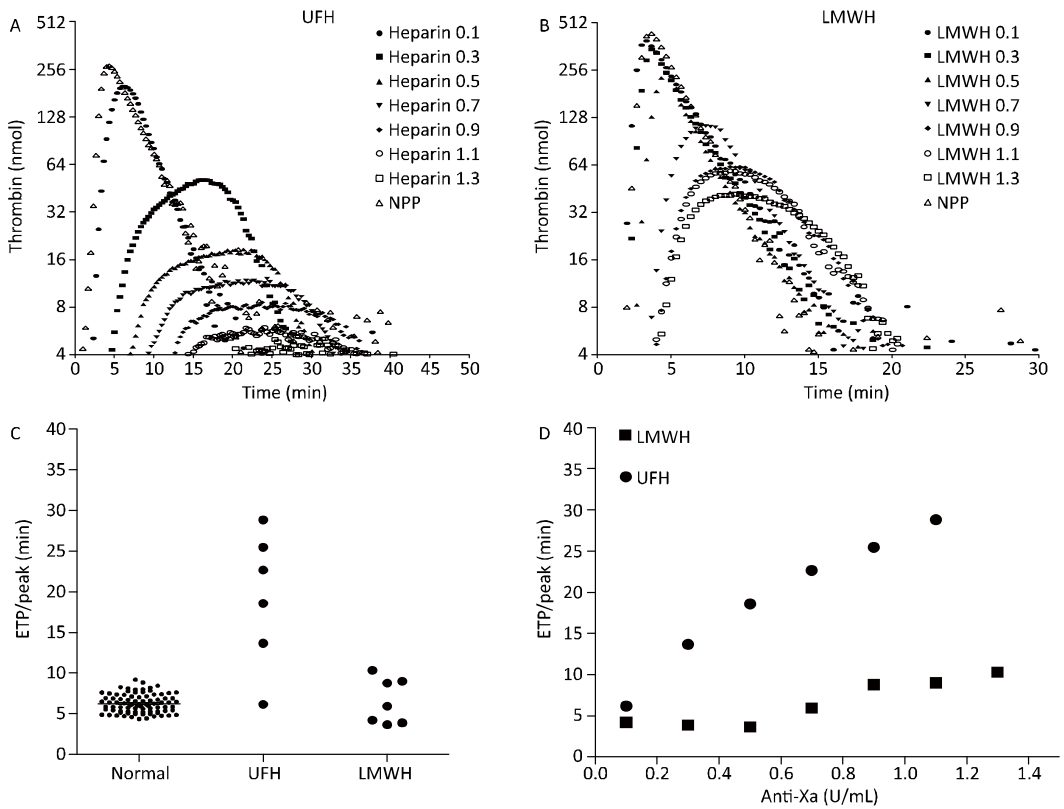 A
UFH
Thrombin (nmol)
512
256
128
64
32
16
8
4
0 5 10 15 20 25 30 35 40 45 50
Time (min)
Heparin 0.1
Heparin 0.3
Heparin 0.5
Heparin 0.7
Heparin 0.9
Heparin 1.1
Heparin 1.3
NPP
B
LMWH
Thrombin (nmol)
512
256
128
64
32
16
8
4
0 5 10 15 20 25 30
Time (min)
LMWH 0.1
LMWH 0.3
LMWH 0.5
LMWH 0.7
LMWH 0.9
LMWH 1.1
LMWH 1.3
NPP
C
ETP/peak (min)
40
35
30
25
20
15
10
5
0
Normal UFH LMWH
D
ETP/peak (min)
40
35
30
25
20
15
10
5
0
LMWH
UFH
0.0 0.2 0.4 0.6 0.8 1.0 1.2 1.4
Anti-Xa (U/mL)